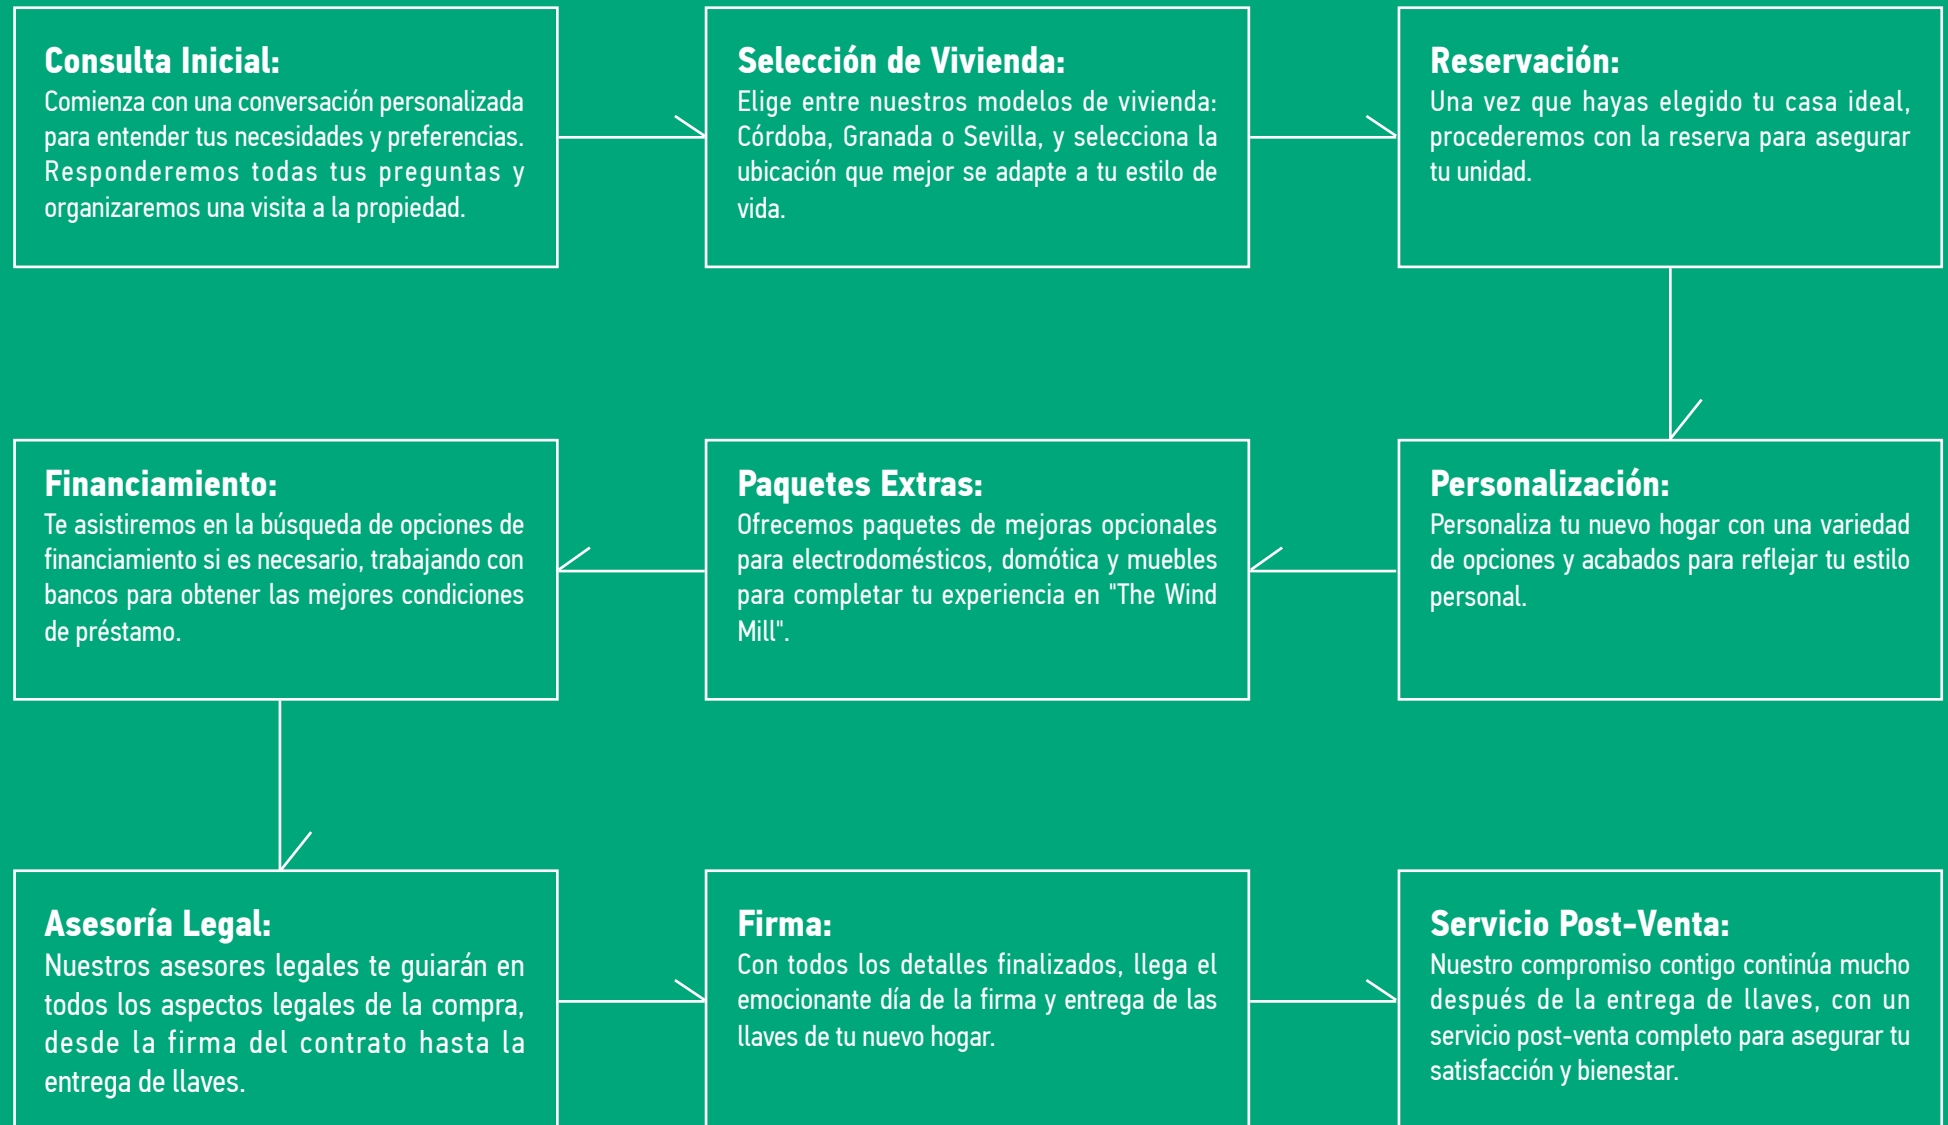 Consulta Inicial:
Comienza con una conversación personalizada
para entender tus necesidades y preferencias.
Responderemos todas tus preguntas y
organizaremos una visita a la propiedad.
Selección de Vivienda:
Elige entre nuestros modelos de vivienda:
Córdoba, Granada o Sevilla, y selecciona la
ubicación que mejor se adapte a tu estilo de
vida.
Reservación:
Una vez que hayas elegido tu casa ideal,
procederemos con la reserva para asegurar
tu unidad.
Personalización:
Personaliza tu nuevo hogar con una variedad
de opciones y acabados para reflejar tu estilo
personal.
Paquetes Extras:
Ofrecemos paquetes de mejoras opcionales
para electrodomésticos, domótica y muebles
para completar tu experiencia en "The Wind
Mill".
Financiamiento:
Te asistiremos en la búsqueda de opciones de
financiamiento si es necesario, trabajando con
bancos para obtener las mejores condiciones
de préstamo.
Asesoría Legal:
Nuestros asesores legales te guiarán en
todos los aspectos legales de la compra,
desde la firma del contrato hasta la
entrega de llaves.
Firma:
Con todos los detalles finalizados, llega el
emocionante día de la firma y entrega de las
llaves de tu nuevo hogar.
Servicio Post-Venta:
Nuestro compromiso contigo continúa mucho
después de la entrega de llaves, con un
servicio post-venta completo para asegurar tu
satisfacción y bienestar.